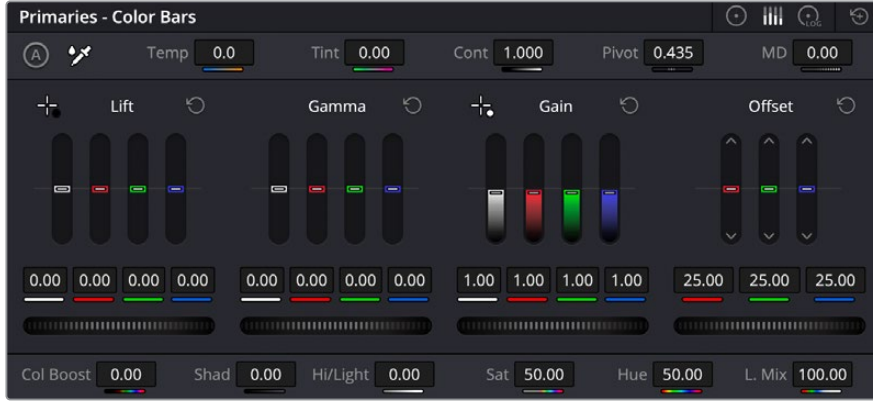 Primaries - Color Bars
LOG
A Temp 0.0 Tint 0.00 Cont 1.000 Pivot 0.435 MD 0.00
Lift Gamma Gain Offset
0.00 0.00 0.00 0.00 0.00 0.00 0.00 0.00 1.00 1.00 1.00 1.00 25.00 25.00 25.00
Col Boost 0.00 Shad 0.00 Hi/Light 0.00 Sat 50.00 Hue 50.00 L. Mix 100.00